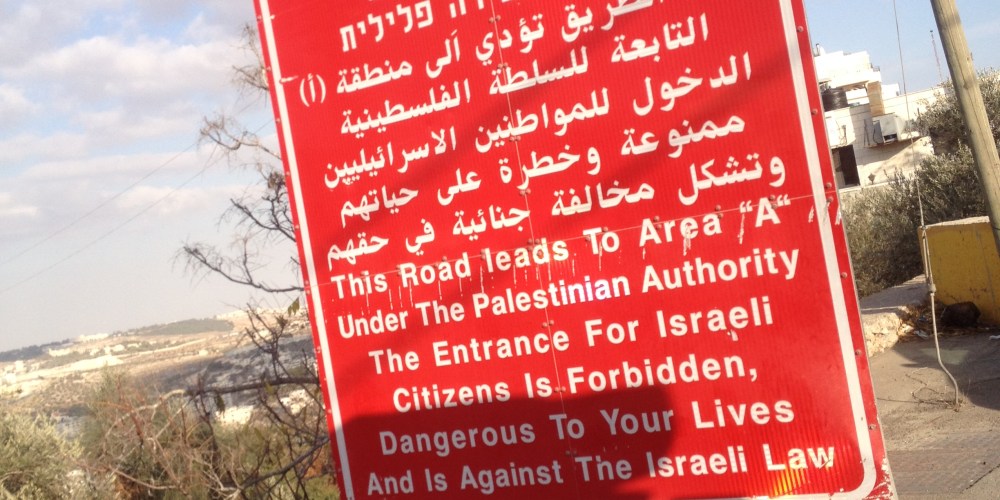 פלילית
الطريق تؤدي آلى منطقة (أ)
التابعة للسلطة الفلسطينية
الدخول للمواطنين الاسرائيليين
ممنوعة وخطرة على حياتهم
وتشكل مخالفة جنائية في حقهم
This Road leads To Area "A"
Under The Palestinian Authority
The Entrance For Israeli
Citizens Is Forbidden,
Dangerous To Your Lives
And Is Against The Israeli Law